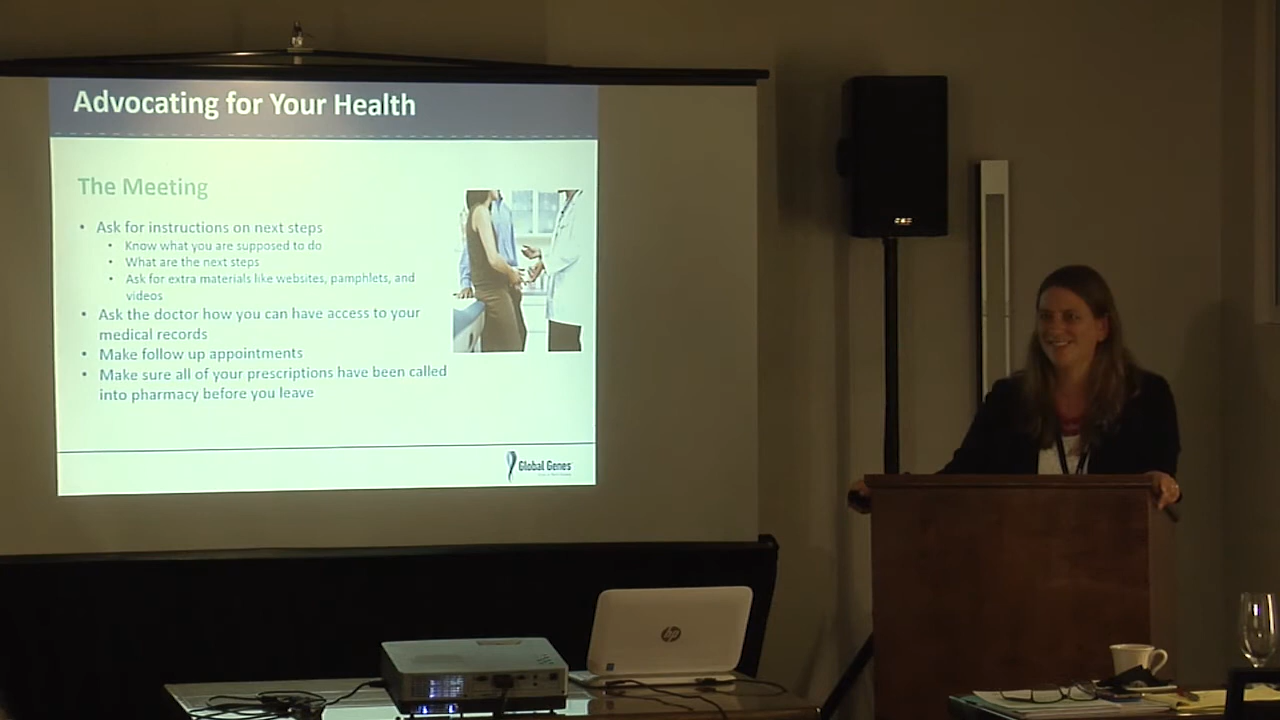 Advocating for Your Health
The Meeting
• Ask for instructions on next steps
• Know what you are supposed to do
• What are the next steps
• Ask for extra materials like websites, pamphlets, and
videos
• Ask the doctor how you can have access to your
medical records
• Make follow up appointments
• Make sure all of your prescriptions have been called
into pharmacy before you leave
Global Genes
hp